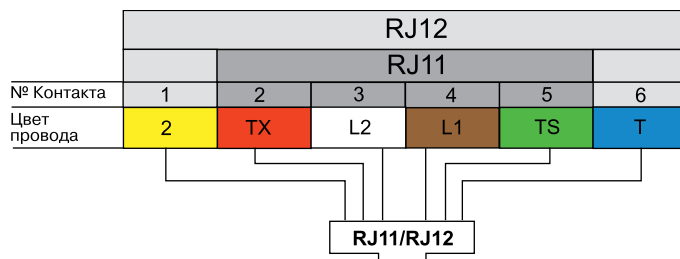 RJ12
RJ11
№ Контакта 1 2 3 4 5 6
Цвет
провода
2 TX L2 L1 TS T
RJ11/RJ12